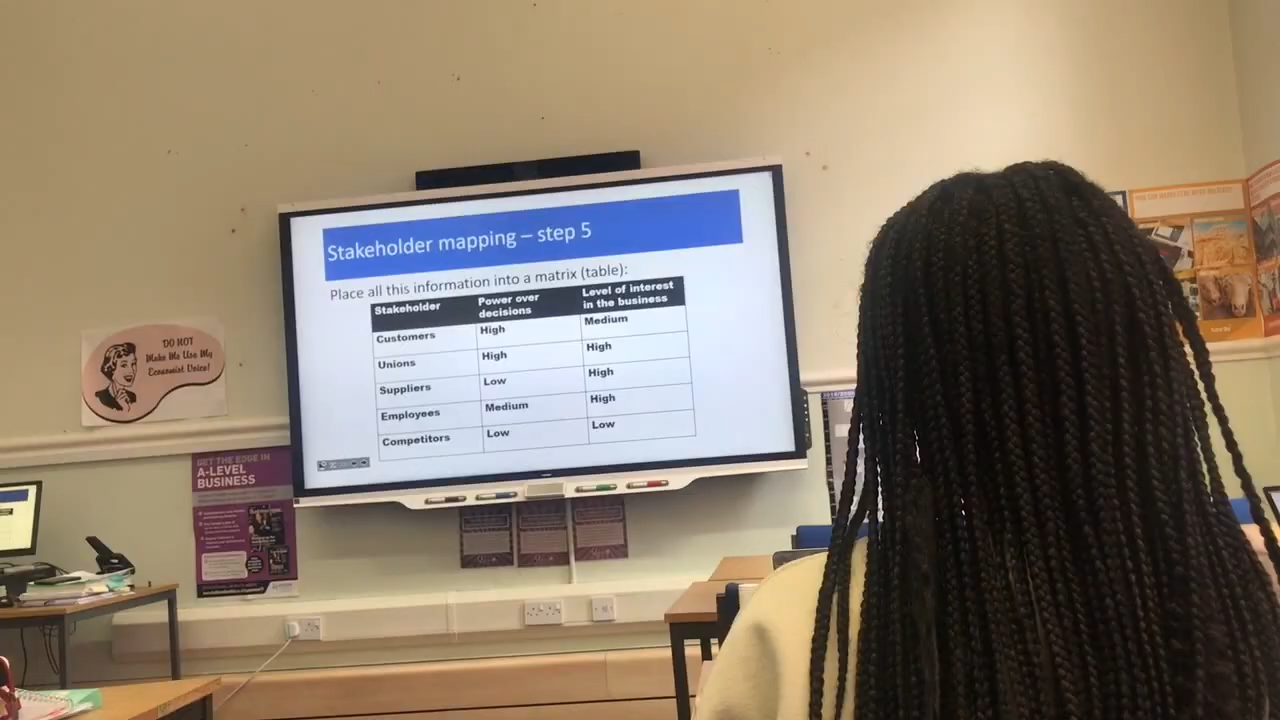 Stakeholder mapping – step 5
Place all this information into a matrix (table):
Stakeholder Power over decisions Level of interest in the business
Customers High Medium
Unions High High
Suppliers Low High
Employees Medium High
Competitors Low Low
DO NOT
Make Me Use My
Economist Voice!
GET THE EDGE IN
A-LEVEL
BUSINESS